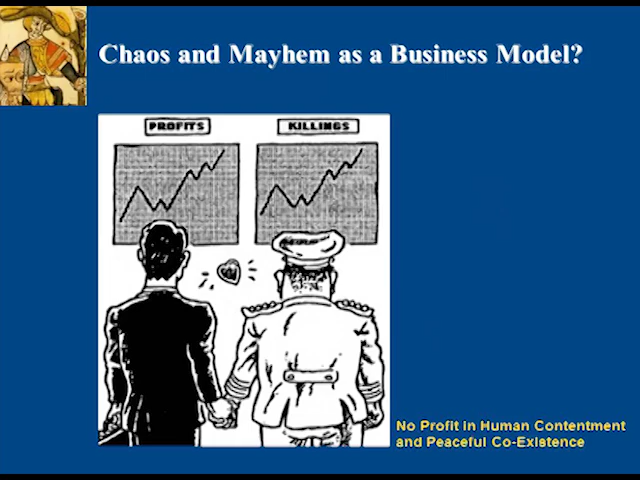 Chaos and Mayhem as a Business Model?
PROFITS
KILLINGS
No Profit in Human Contentment
and Peaceful Co-Existence